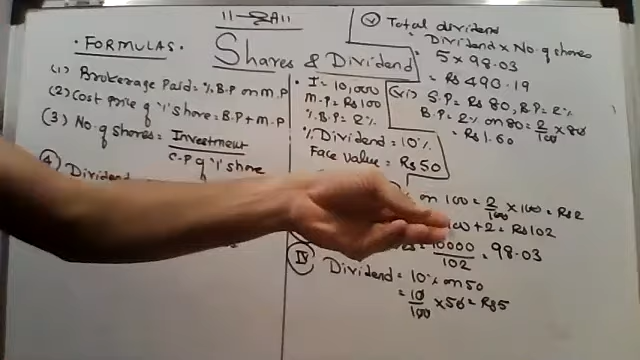 Shares & Dividend
· FORMULAS ·
(1) Brokerage Paid = % B.P on M.P
(2) Cost Price of '1' share = B.P + M.P
(3) No. of shares = Investment
C.P of '1' share
(4) Dividend
· I = 10,000
M.P = Rs 100
% B.P = 2%
% Dividend = 10%
Face value = Rs 50
on 100 = 2/100 × 100 = Rs 2
100 + 2 = Rs 102
= 10000/102 = 98.03
(IV) Dividend = 10% on 50
= 10/100 × 50 = Rs 5
(v) Total dividend
= Dividend × No. of shares
= 5 × 98.03
= Rs 490.19
(vi) S.P = Rs 80, B.P = 2%
B.P = 2% on 80 = 2/100 × 80
= Rs 1.60